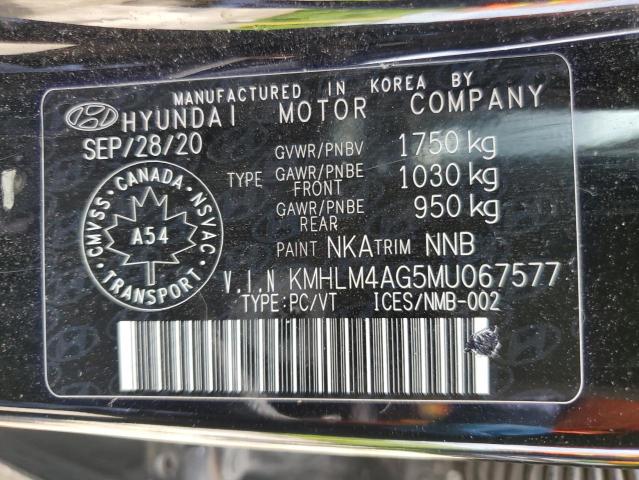 MANUFACTURED IN KOREA BY
HYUNDAI MOTOR COMPANY
SEP/28/20
GVWR/PNBV 1750 kg
TYPE GAWR/PNBE FRONT 1030 kg
GAWR/PNBE REAR 950 kg
PAINT NKA TRIM NNB
CMVSS · CANADA · NSVAC
A54
TRANSPORT
V.I.N KMHLM4AG5MU067577
TYPE:PC/VT ICES/NMB-002